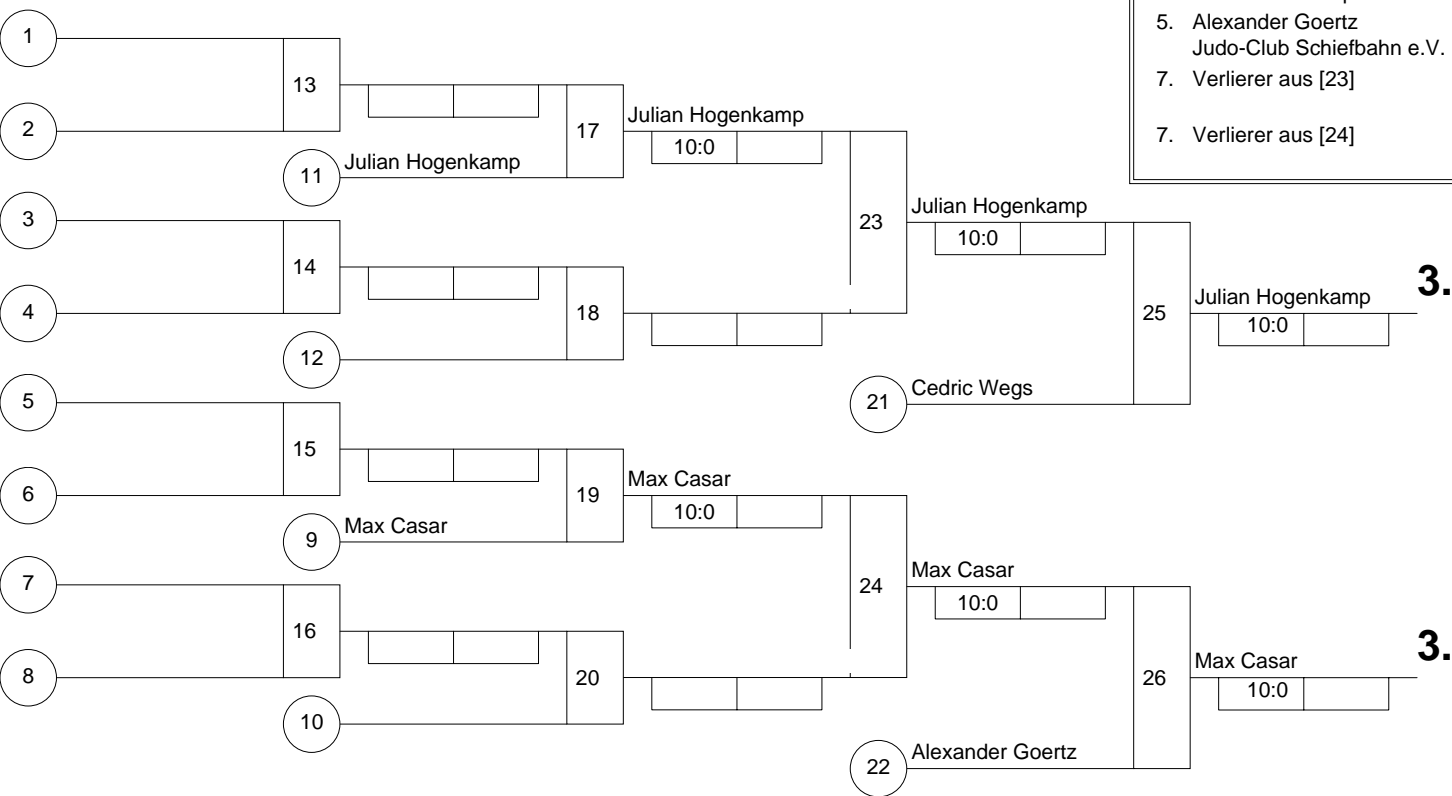 5. Alexander Goertz
Judo-Club Schiefbahn e.V.
7. Verlierer aus [23]
7. Verlierer aus [24]
1
13
2
17
Julian Hogenkamp
10:0
11
Julian Hogenkamp
3
23
Julian Hogenkamp
10:0
14
4
18
25
Julian Hogenkamp
3.
10:0
12
5
21
Cedric Wegs
15
6
19
Max Casar
10:0
9
Max Casar
7
24
Max Casar
10:0
16
8
20
26
Max Casar
3.
10:0
10
22
Alexander Goertz